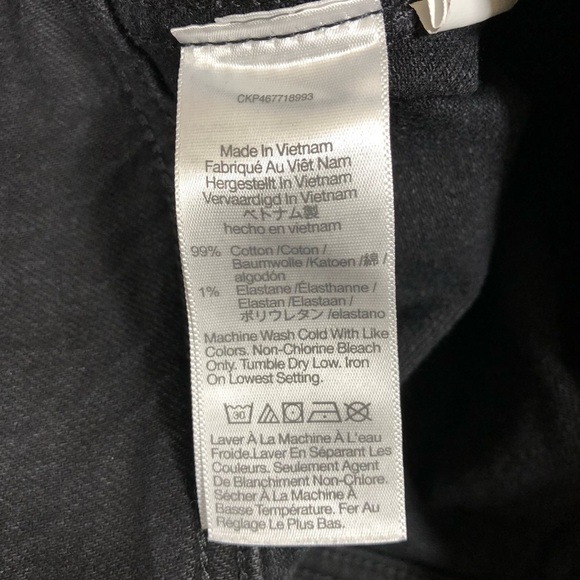 CKP467718993
Made In Vietnam
Fabriqué Au Viêt Nam
Hergestellt In Vietnam
Vervaardigd In Vietnam
ベトナム製
hecho en vietnam
99% Cotton /Coton /
Baumwolle /Katoen /綿 /
algodón
1% Elastane /Élasthanne /
Elastan /Elastaan /
ポリウレタン /elastano
Machine Wash Cold With Like
Colors. Non-Chlorine Bleach
Only. Tumble Dry Low. Iron
On Lowest Setting.
30
Laver À La Machine À L'eau
Froide.Laver En Séparant Les
Couleurs. Seulement Agent
De Blanchiment Non-Chlore.
Sécher À La Machine À
Basse Température. Fer Au
Réglage Le Plus Bas.